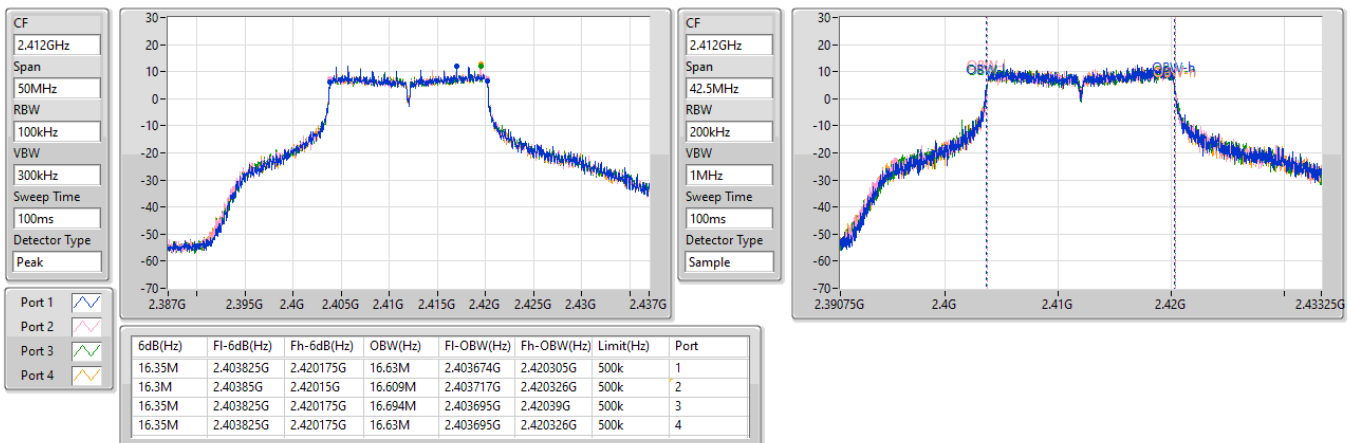 CF
2.412GHz
Span
50MHz
RBW
100kHz
VBW
300kHz
Sweep Time
100ms
Detector Type
Peak
30
20
10
0
-10
-20
-30
-40
-50
-60
-70
2.387G 2.395G 2.4G 2.405G 2.41G 2.415G 2.42G 2.425G 2.43G 2.437G
CF
2.412GHz
Span
42.5MHz
RBW
200kHz
VBW
1MHz
Sweep Time
100ms
Detector Type
Sample
30
20
10
0
-10
-20
-30
-40
-50
-60
-70
OBW-l OBW-h
2.39075G 2.4G 2.41G 2.42G 2.43325G
Port 1
Port 2
Port 3
Port 4
6dB(Hz) Fl-6dB(Hz) Fh-6dB(Hz) OBW(Hz) Fl-OBW(Hz) Fh-OBW(Hz) Limit(Hz) Port
16.35M 2.403825G 2.420175G 16.63M 2.403674G 2.420305G 500k 1
16.3M 2.40385G 2.42015G 16.609M 2.403717G 2.420326G 500k 2
16.35M 2.403825G 2.420175G 16.694M 2.403695G 2.42039G 500k 3
16.35M 2.403825G 2.420175G 16.63M 2.403695G 2.420326G 500k 4